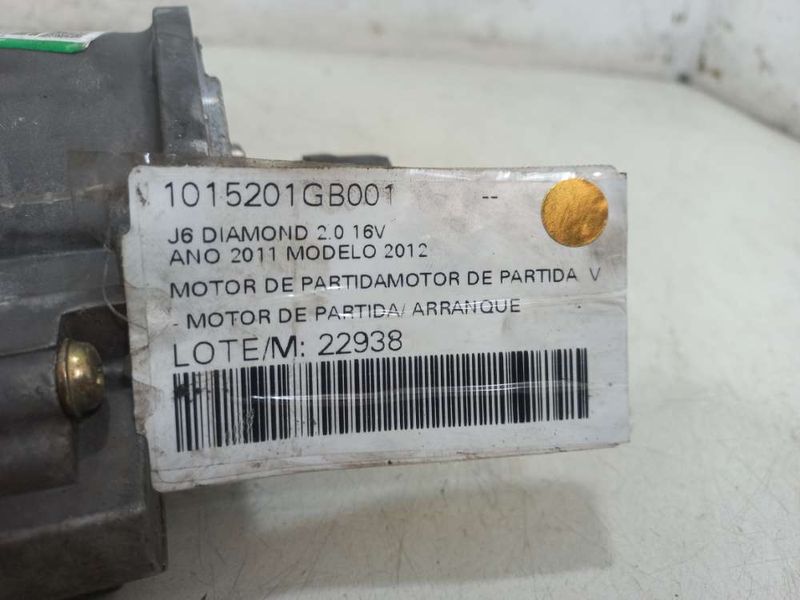 1015201GB001 --
J6 DIAMOND 2.0 16V
ANO 2011 MODELO 2012
MOTOR DE PARTIDAMOTOR DE PARTIDA V
- MOTOR DE PARTIDA/ ARRANQUE
LOTE/M: 22938